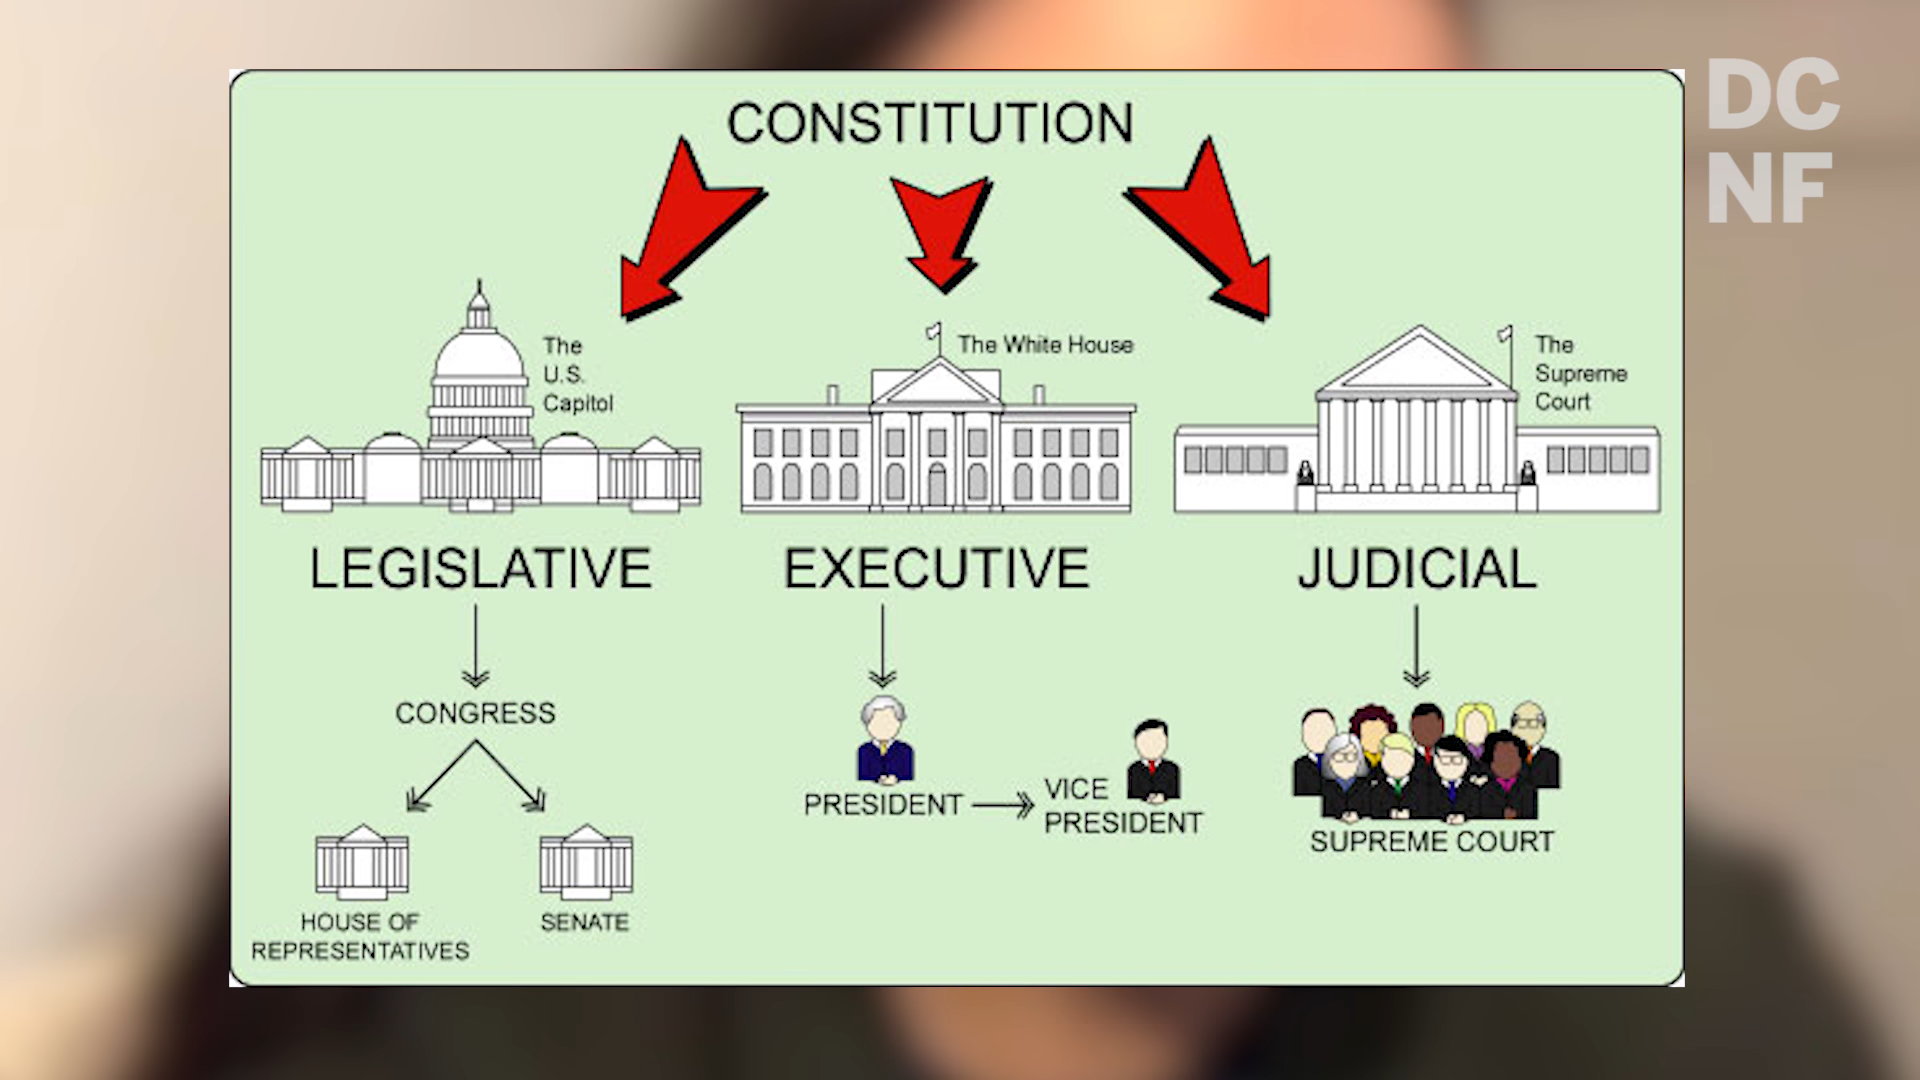 CONSTITUTION
DC
NF
The
U.S.
Capitol
The White House
The
Supreme
Court
LEGISLATIVE
EXECUTIVE
JUDICIAL
CONGRESS
PRESIDENT
VICE
PRESIDENT
SUPREME COURT
HOUSE OF
REPRESENTATIVES
SENATE